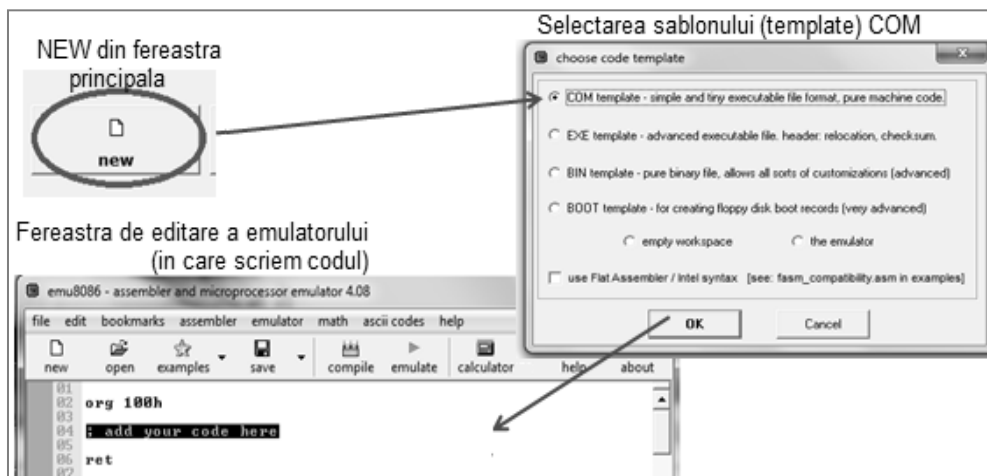 NEW din fereastra
principala
new
Selectarea sablonului (template) COM
choose code template
COM template - simple and tiny executable file format, pure machine code.
EXE template - advanced executable file. header: relocation, checksum.
BIN template - pure binary file, allows all sorts of customizations (advanced)
BOOT template - for creating floppy disk boot records (very advanced)
empty workspace the emulator
use Flat Assembler / Intel syntax [see: fasm_compatibility.asm in examples]
OK Cancel
Fereastra de editare a emulatorului
(in care scriem codul)
emu8086 - assembler and microprocessor emulator 4.08
file edit bookmarks assembler emulator math ascii codes help
new open examples save compile emulate calculator help about
01
02 org 100h
03
04 ; add your code here
05
06 ret
07